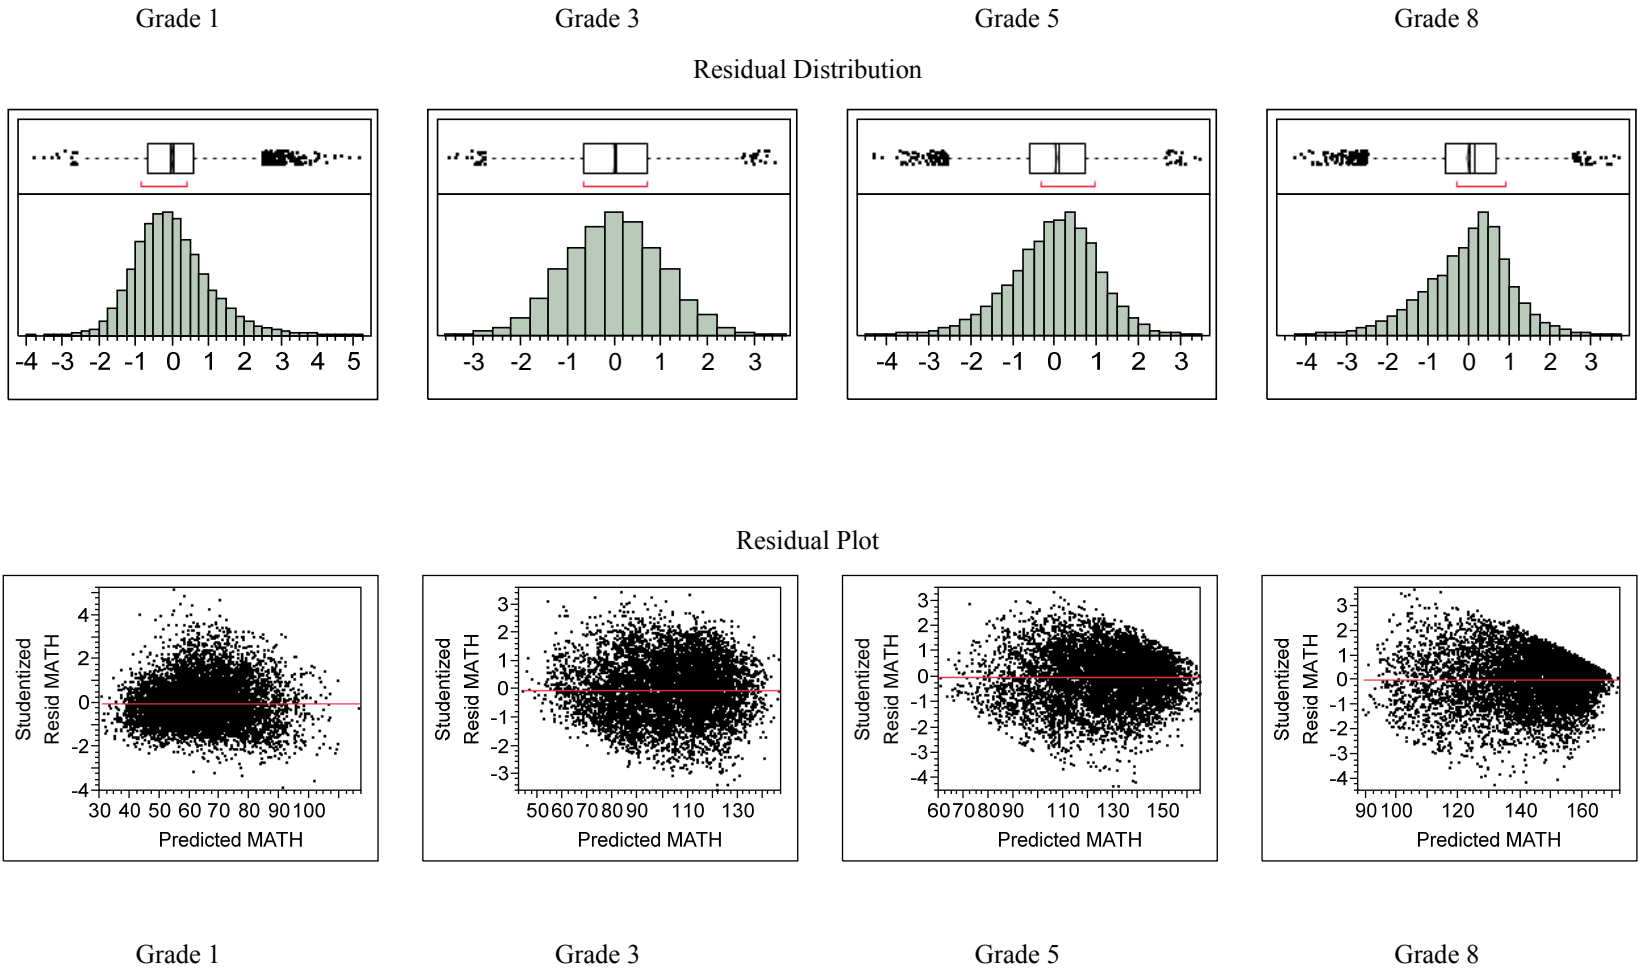 Grade 1 Grade 3 Grade 5 Grade 8
Residual Distribution
-4 -3 -2 -1 0 1 2 3 4 5
-3 -2 -1 0 1 2 3
-4 -3 -2 -1 0 1 2 3
-4 -3 -2 -1 0 1 2 3
Residual Plot
Studentized
Resid MATH
4
2
0
-2
-4
30 40 50 60 70 80 90 100
Predicted MATH
Studentized
Resid MATH
3
2
1
0
-1
-2
-3
50 60 70 80 90 110 130
Predicted MATH
Studentized
Resid MATH
3
2
1
0
-1
-2
-3
-4
60 70 80 90 110 130 150
Predicted MATH
Studentized
Resid MATH
3
2
1
0
-1
-2
-3
-4
90 100 120 140 160
Predicted MATH
Grade 1 Grade 3 Grade 5 Grade 8